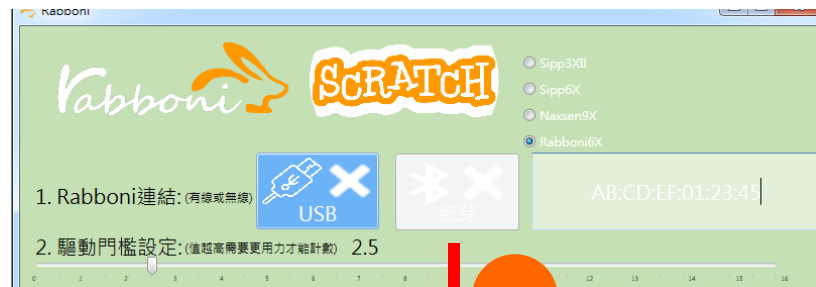 Rabboni
rabboni
SCRATCH
Sipp3XII
Sipp6X
Naxsen9X
Rabboni6X
1. Rabboni連結:(有線或無線)
USB
藍芽
AB:CD:EF:01:23:45
2. 驅動門檻設定:(值越高需要更用力才能計數) 2.5
0 1 2 3 4 5 6 7 8 12 13 14 15 16